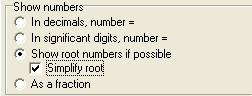 Show numbers
In decimals, number =
In significant digits, number =
Show root numbers if possible
Simplify root
As a fraction